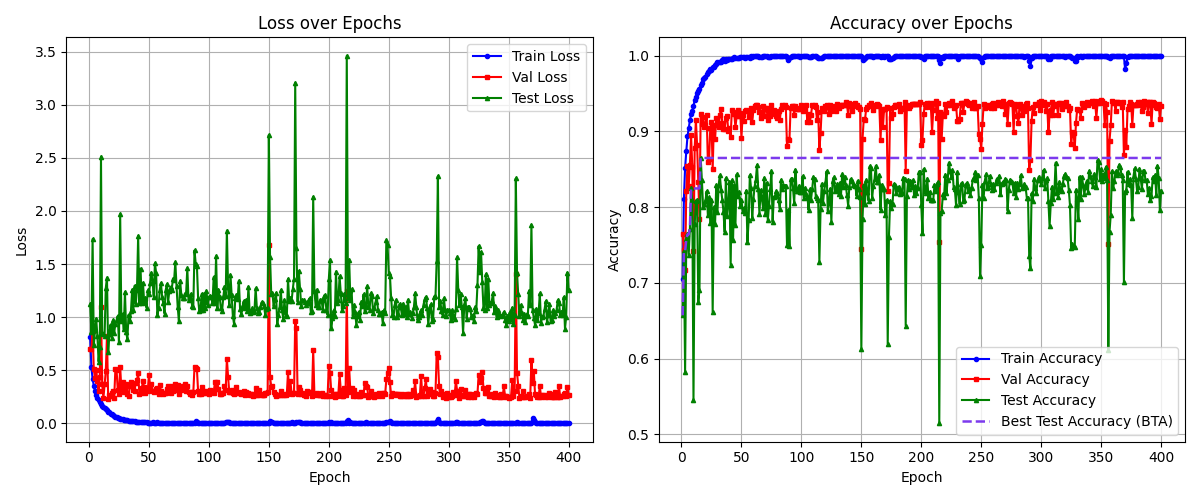 Loss over Epochs
3.5
3.0
2.5
2.0
1.5
1.0
0.5
0.0
Loss
0 50 100 150 200 250 300 350 400
Epoch
Train Loss
Val Loss
Test Loss
Accuracy over Epochs
1.0
0.9
0.8
0.7
0.6
0.5
Accuracy
0 50 100 150 200 250 300 350 400
Epoch
Train Accuracy
Val Accuracy
Test Accuracy
Best Test Accuracy (BTA)